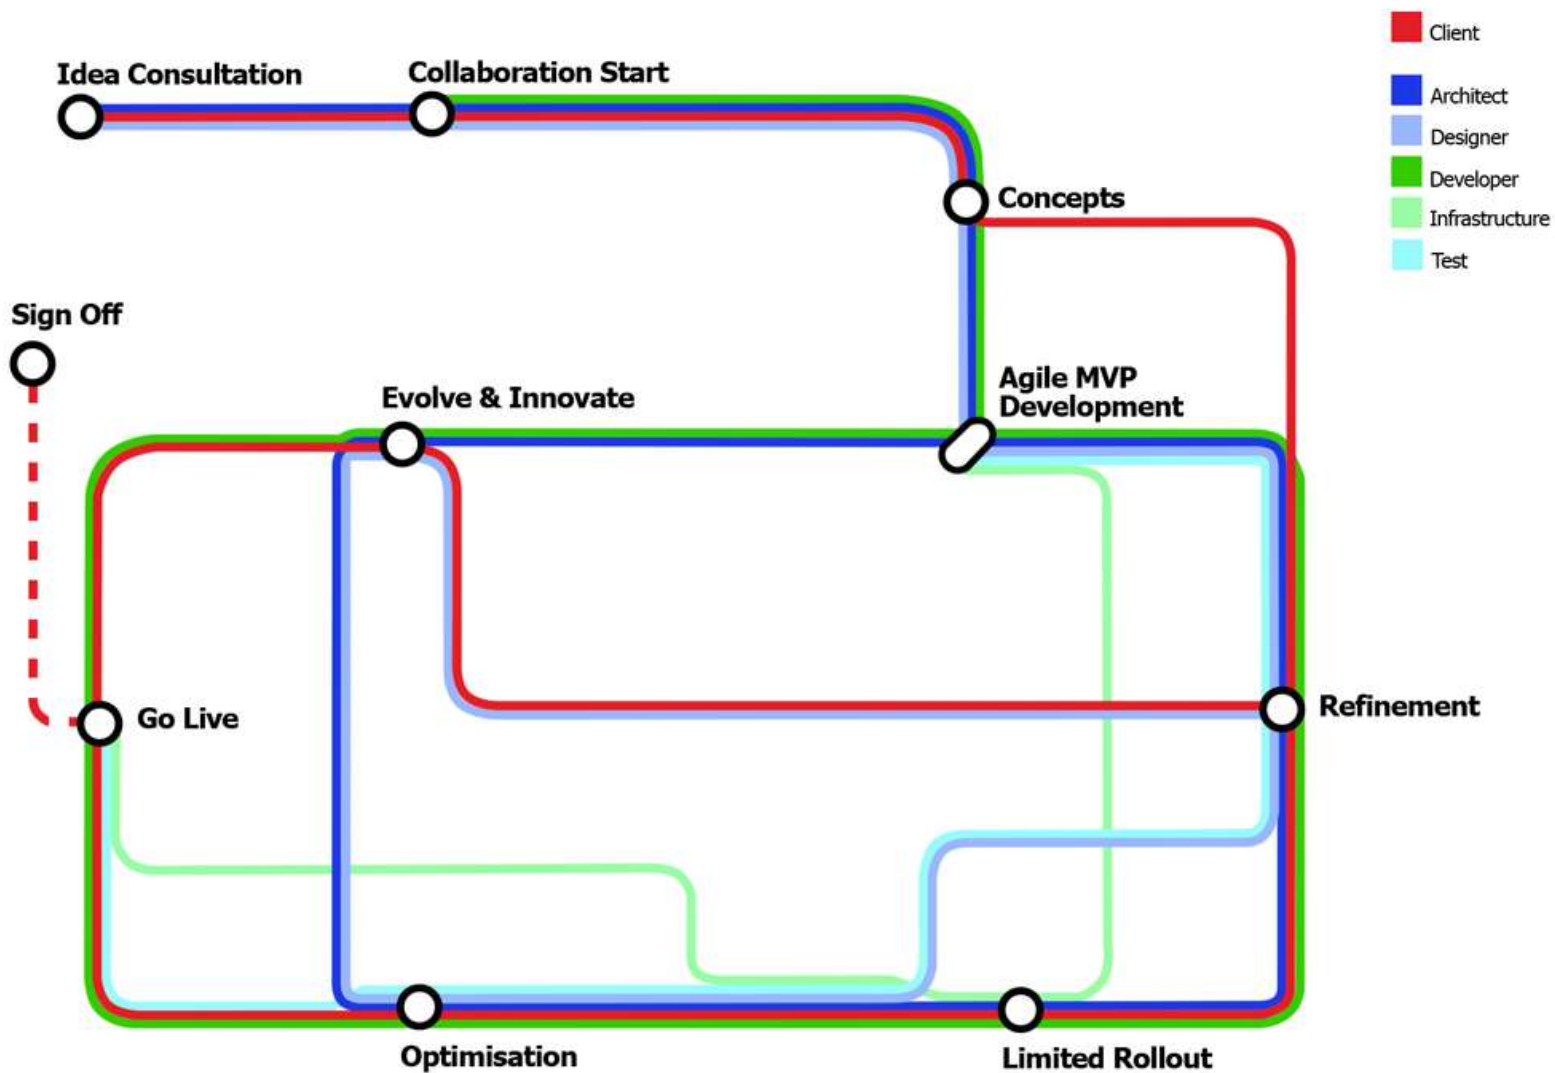 Idea Consultation
Collaboration Start
Concepts
Sign Off
Evolve & Innovate
Agile MVP
Development
Go Live
Refinement
Optimisation
Limited Rollout
Client
Architect
Designer
Developer
Infrastructure
Test